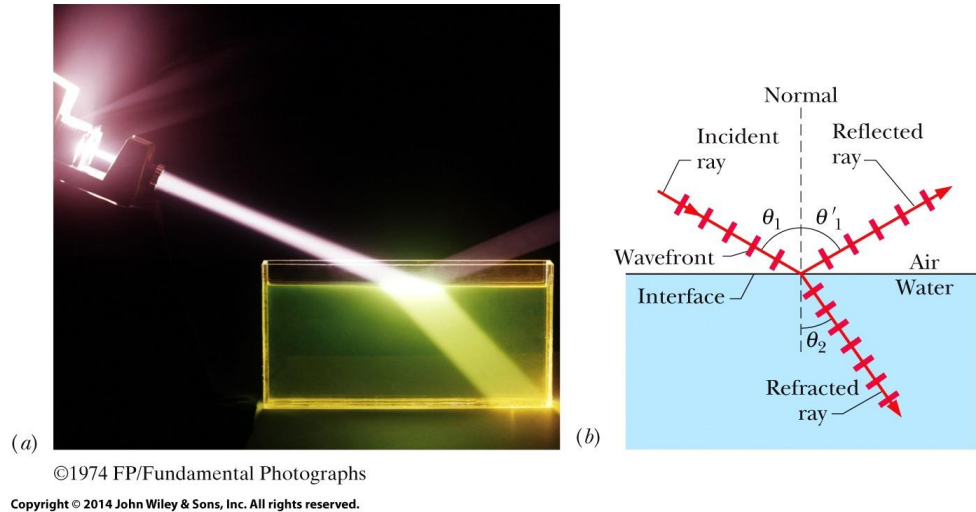 Normal
Incident
ray
Reflected
ray
θ1
θ′1
Wavefront
Air
Interface
Water
θ2
Refracted
ray
(a)
(b)
©1974 FP/Fundamental Photographs
Copyright © 2014 John Wiley & Sons, Inc. All rights reserved.